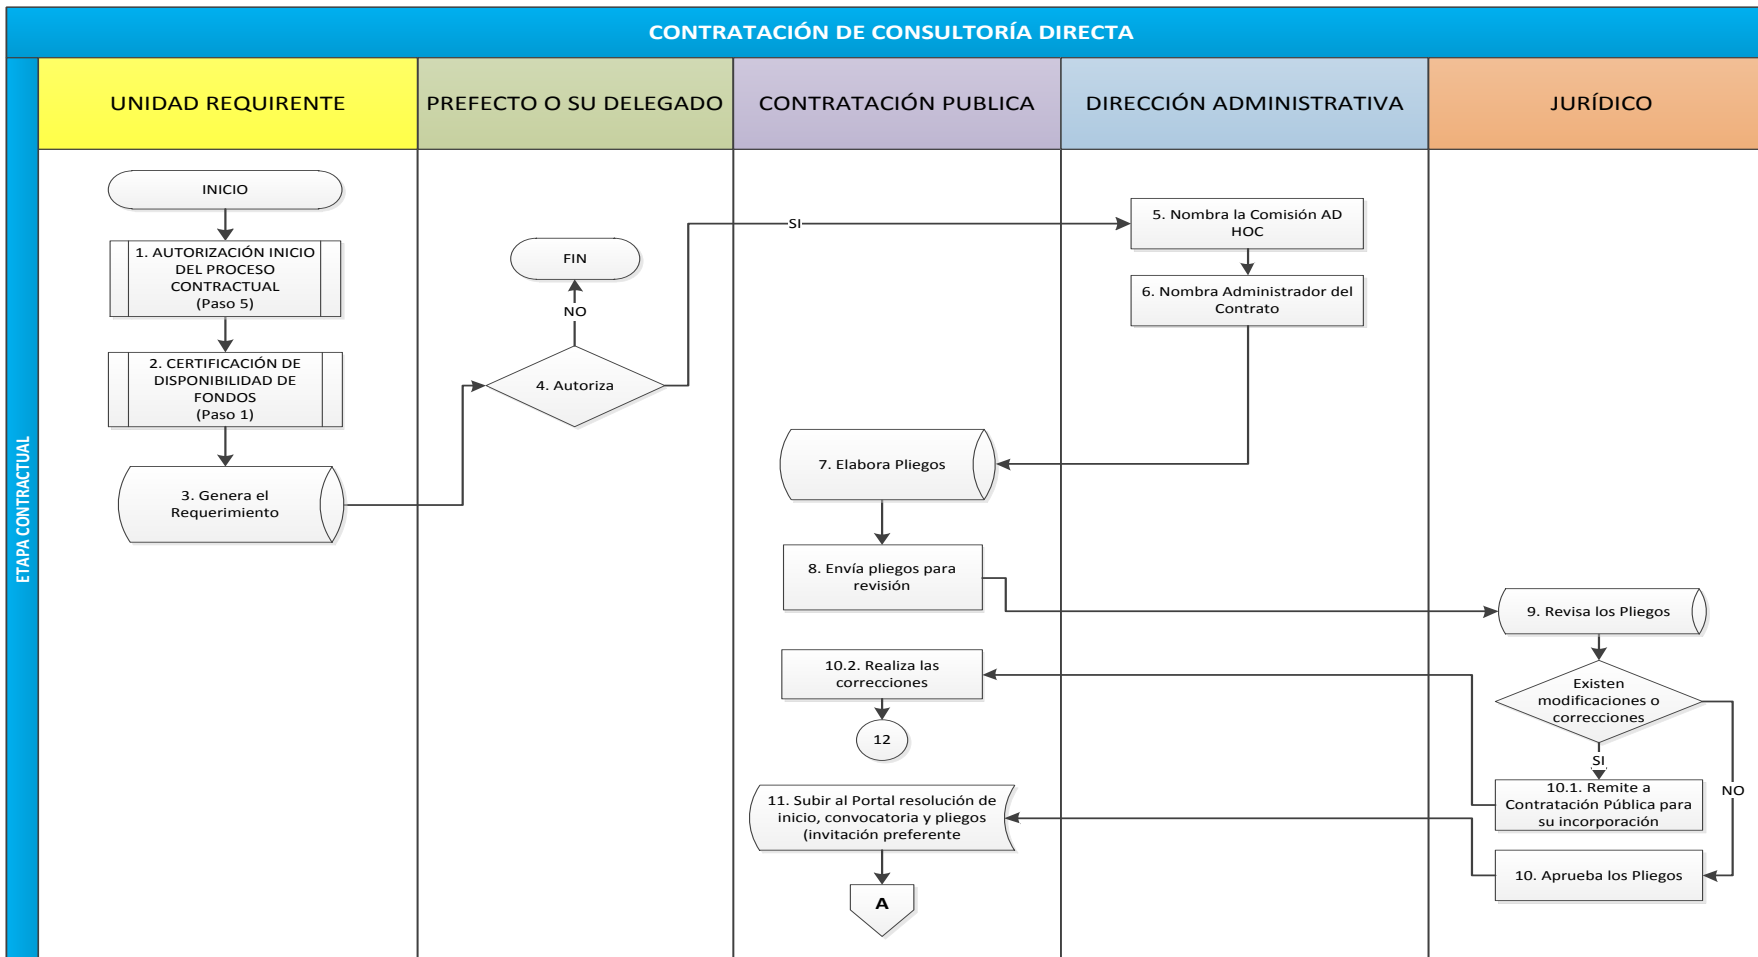 CONTRATACIÓN DE CONSULTORÍA DIRECTA
ETAPA CONTRACTUAL
UNIDAD REQUIRENTE
PREFECTO O SU DELEGADO
CONTRATACIÓN PUBLICA
DIRECCIÓN ADMINISTRATIVA
JURÍDICO
INICIO
1. AUTORIZACIÓN INICIO
DEL PROCESO
CONTRACTUAL
(Paso 5)
2. CERTIFICACIÓN DE
DISPONIBILIDAD DE
FONDOS
(Paso 1)
3. Genera el
Requerimiento
FIN
NO
4. Autoriza
SI
5. Nombra la Comisión AD
HOC
6. Nombra Administrador del
Contrato
7. Elabora Pliegos
8. Envía pliegos para
revisión
9. Revisa los Pliegos
Existen
modificaciones o
correcciones
SI
NO
10.1. Remite a
Contratación Pública para
su incorporación
10.2. Realiza las
correcciones
12
10. Aprueba los Pliegos
11. Subir al Portal resolución de
inicio, convocatoria y pliegos
(invitación preferente
A